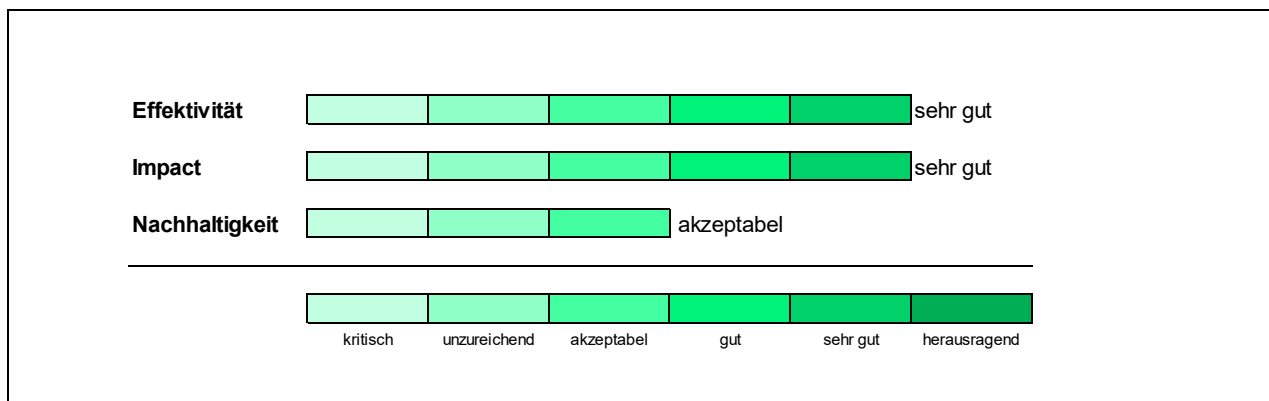 Effektivität sehr gut
Impact sehr gut
Nachhaltigkeit akzeptabel
kritisch unzureichend akzeptabel gut sehr gut herausragend